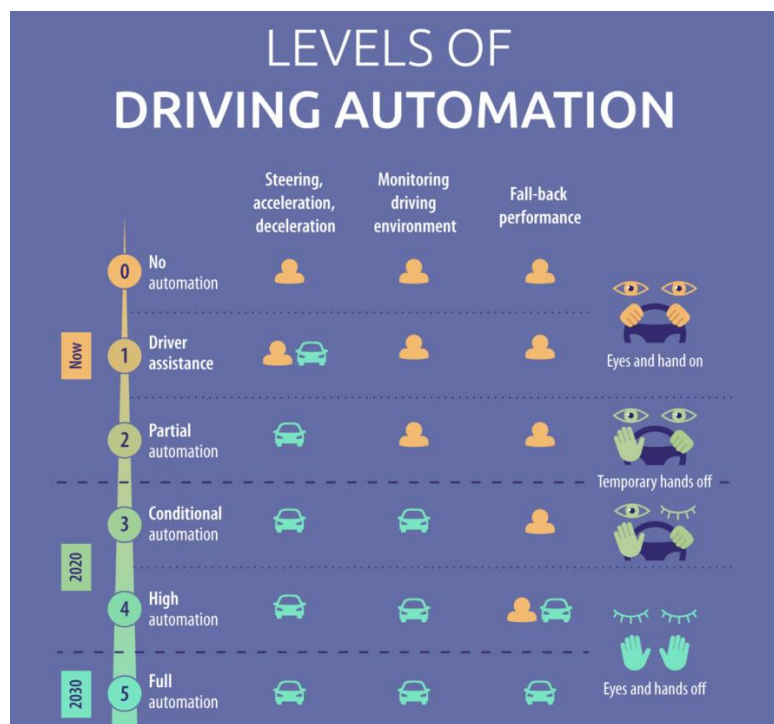 LEVELS OF
DRIVING AUTOMATION
Steering,
acceleration,
deceleration
Monitoring
driving
environment
Fall-back
performance
0
No
automation
Now
1
Driver
assistance
Eyes and hand on
2
Partial
automation
Temporary hands off
3
Conditional
automation
2020
4
High
automation
2030
5
Full
automation
Eyes and hands off